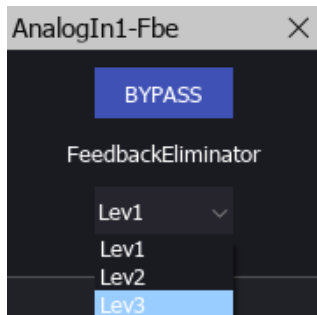 AnalogIn1-Fbe
BYPASS
FeedbackEliminator
Lev1
Lev1
Lev2
Lev3